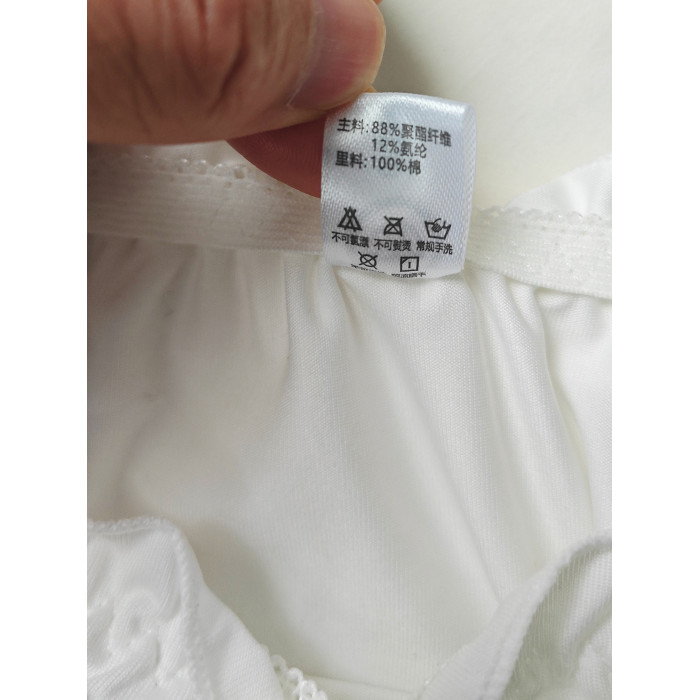 主料:88%聚酯纤维
12%氨纶
里料:100%棉
不可氯漂 不可熨烫 常规手洗